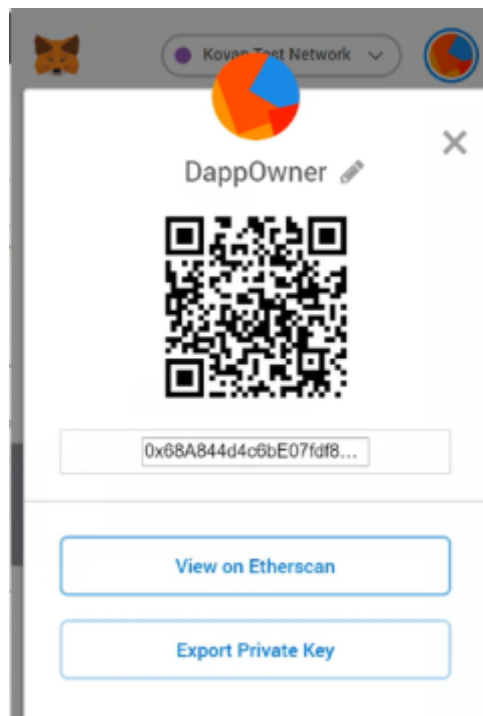 Kovan Test Network
DappOwner
0x68A844d4c6bE07fdf8...
View on Etherscan
Export Private Key